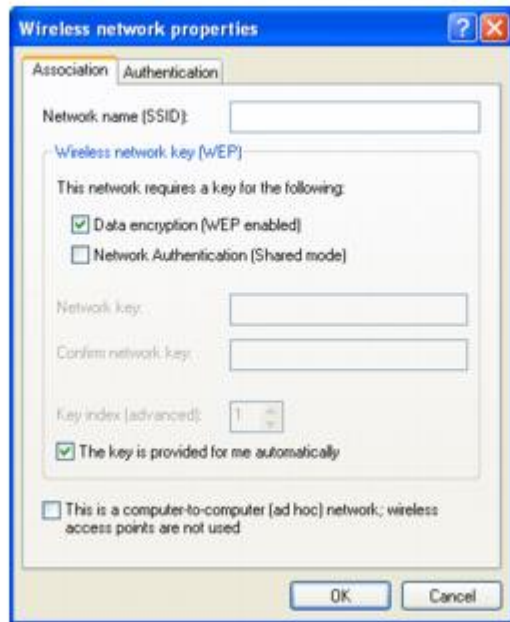 Wireless network properties
Association Authentication
Network name (SSID):
Wireless network key (WEP)
This network requires a key for the following:
Data encryption (WEP enabled)
Network Authentication (Shared mode)
Network key:
Confirm network key:
Key index (advanced): 1
The key is provided for me automatically
This is a computer-to-computer (ad hoc) network; wireless
access points are not used
OK Cancel